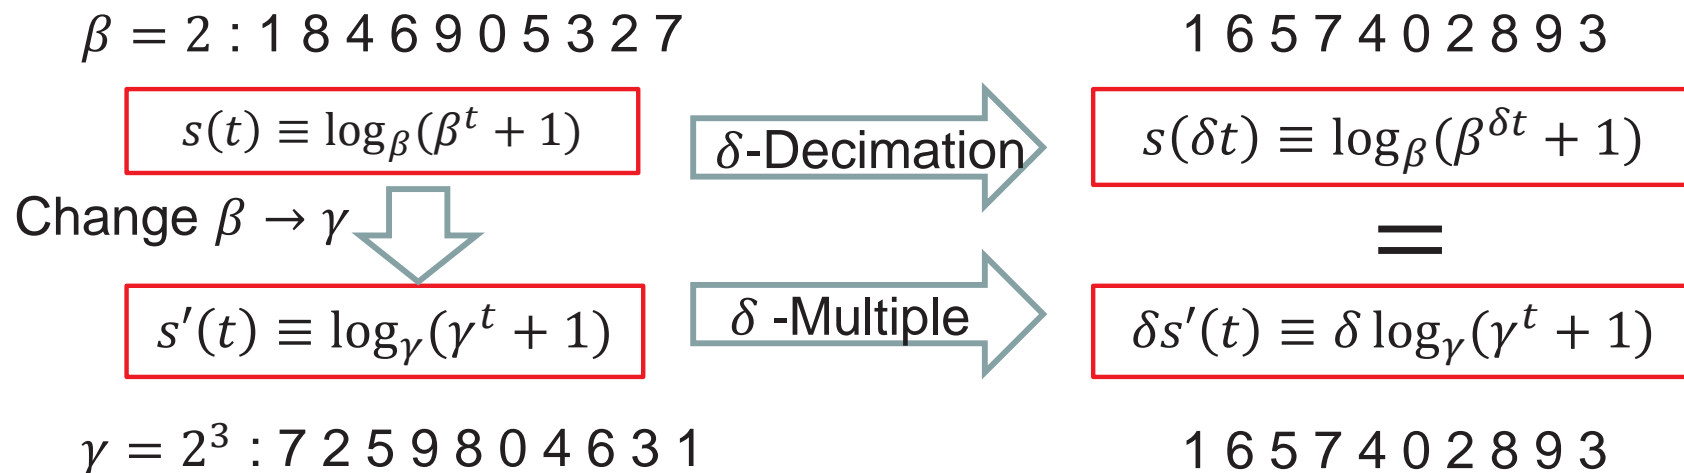 β = 2 : 1 8 4 6 9 0 5 3 2 7
1 6 5 7 4 0 2 8 9 3
s(t) ≡ log_β(β^t + 1)
δ-Decimation
s(δt) ≡ log_β(β^{δt} + 1)
Change β → γ
=
s′(t) ≡ log_γ(γ^t + 1)
δ -Multiple
δs′(t) ≡ δ log_γ(γ^t + 1)
γ = 2^3 : 7 2 5 9 8 0 4 6 3 1
1 6 5 7 4 0 2 8 9 3